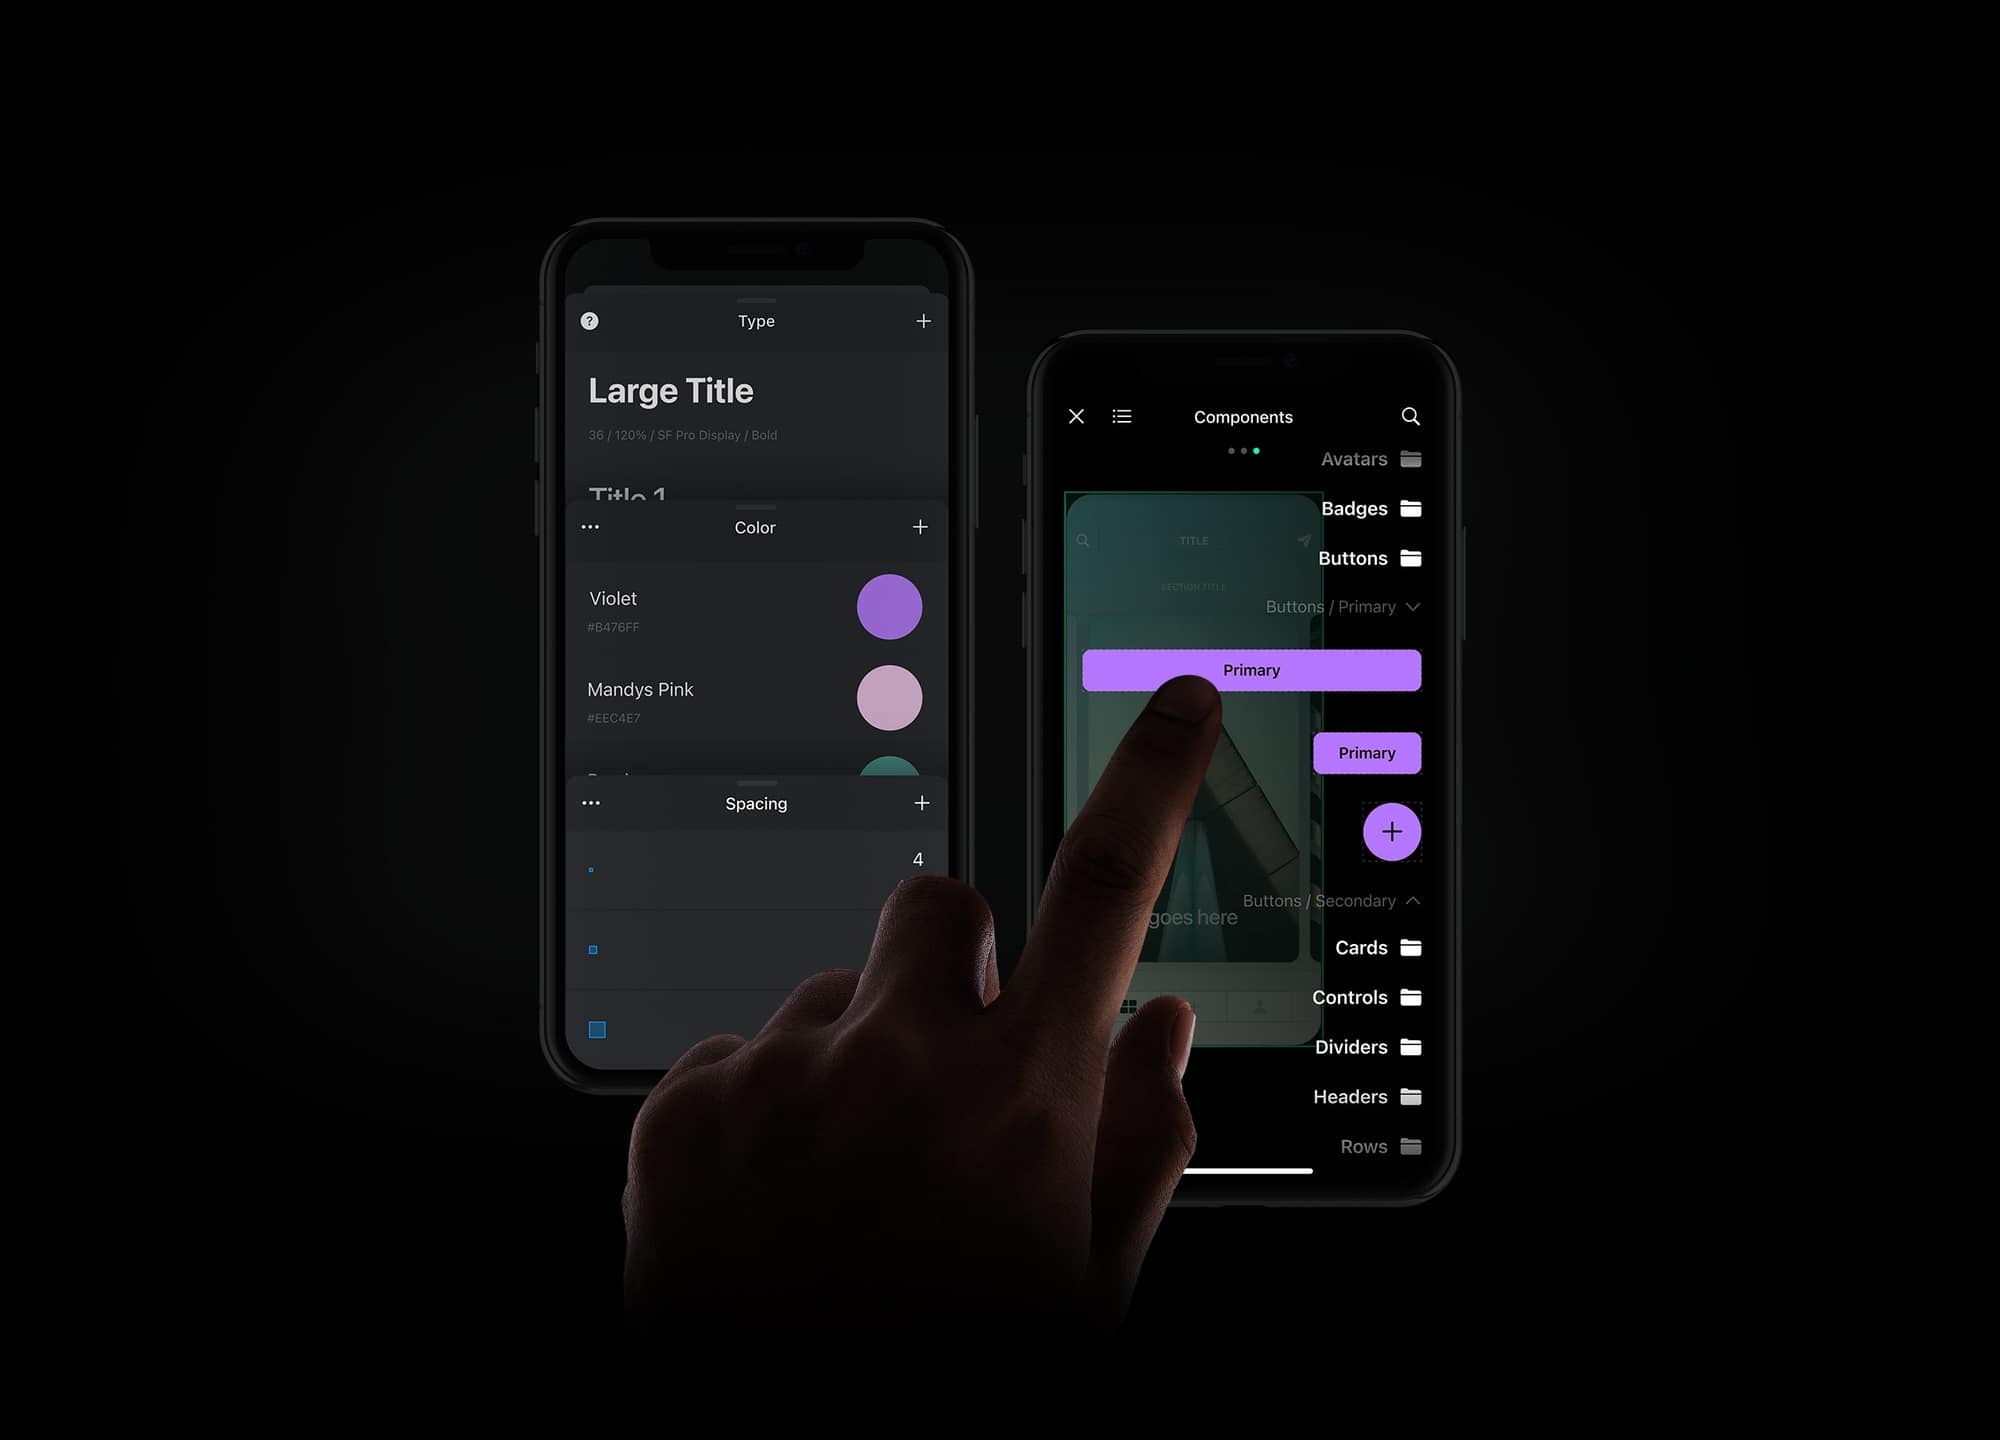 ?
Type
Large Title
36 / 120% / SF Pro Display / Bold
Title 1
Color
Violet
#B476FF
Mandys Pink
#EEC4E7
Spacing
4
Components
Avatars
Badges
Buttons
TITLE
SECTION TITLE
Buttons / Primary
Primary
Primary
Buttons / Secondary
goes here
Cards
Controls
Dividers
Headers
Rows